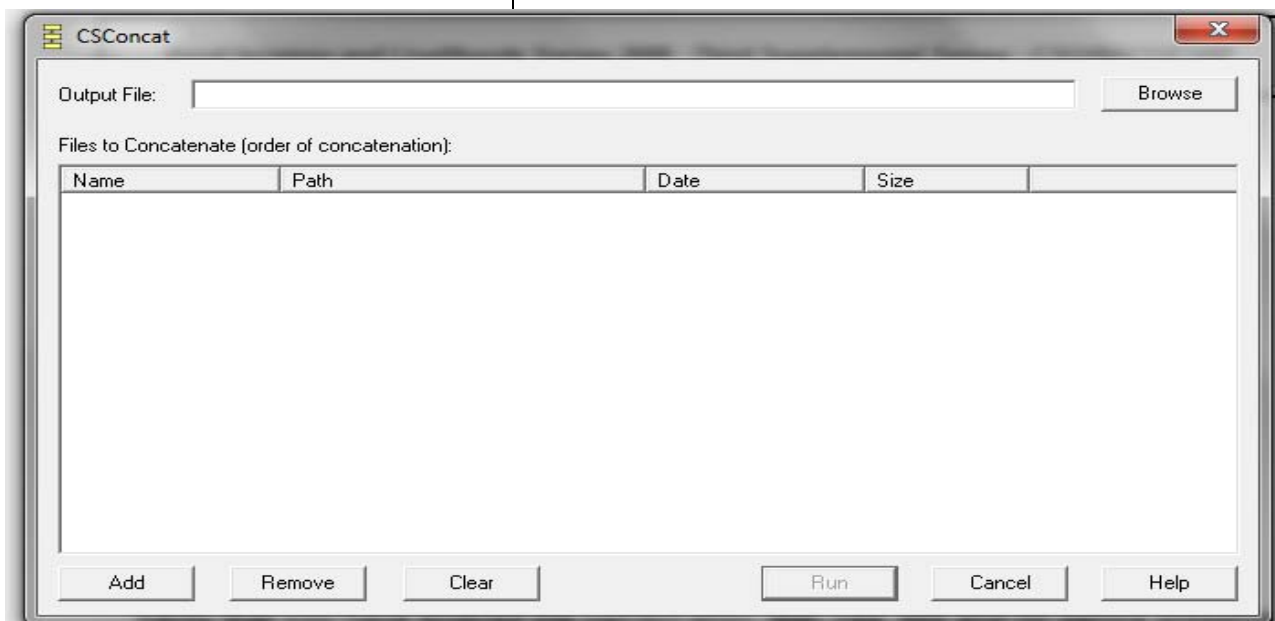 CSConcat
Output File:
Browse
Files to Concatenate (order of concatenation):
Name Path Date Size
Add Remove Clear Run Cancel Help